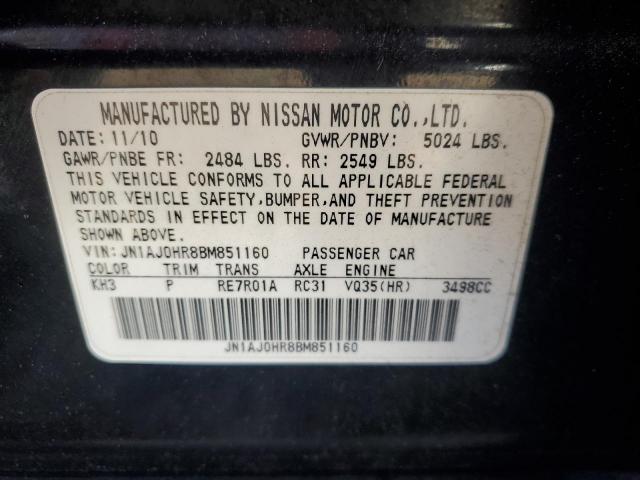 MANUFACTURED BY NISSAN MOTOR CO.,LTD.
DATE: 11/10 GVWR/PNBV: 5024 LBS.
GAWR/PNBE FR: 2484 LBS. RR: 2549 LBS.
THIS VEHICLE CONFORMS TO ALL APPLICABLE FEDERAL
MOTOR VEHICLE SAFETY,BUMPER,AND THEFT PREVENTION
STANDARDS IN EFFECT ON THE DATE OF MANUFACTURE
SHOWN ABOVE.
VIN:JN1AJ0HR8BM851160 PASSENGER CAR
COLOR TRIM TRANS AXLE ENGINE
KH3 P RE7R01A RC31 VQ35(HR) 3498CC
JN1AJ0HR8BM851160